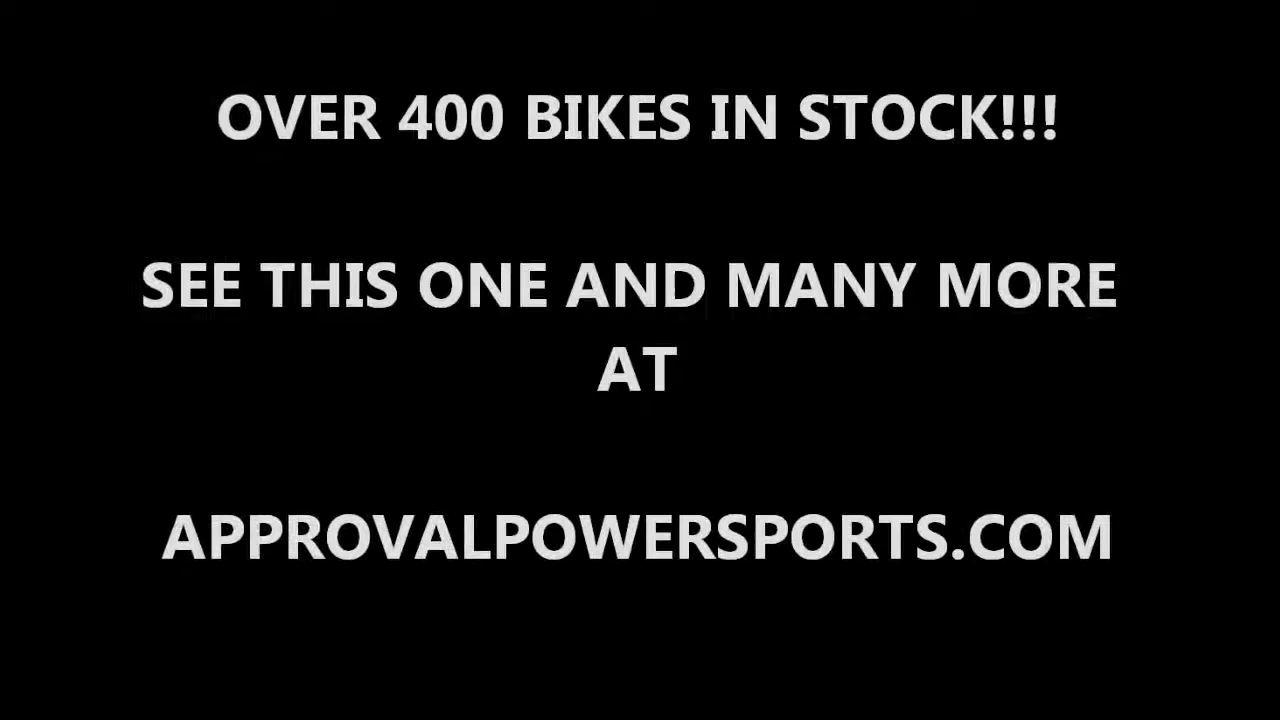 OVER 400 BIKES IN STOCK!!!
SEE THIS ONE AND MANY MORE
AT
APPROVALPOWERSPORTS.COM